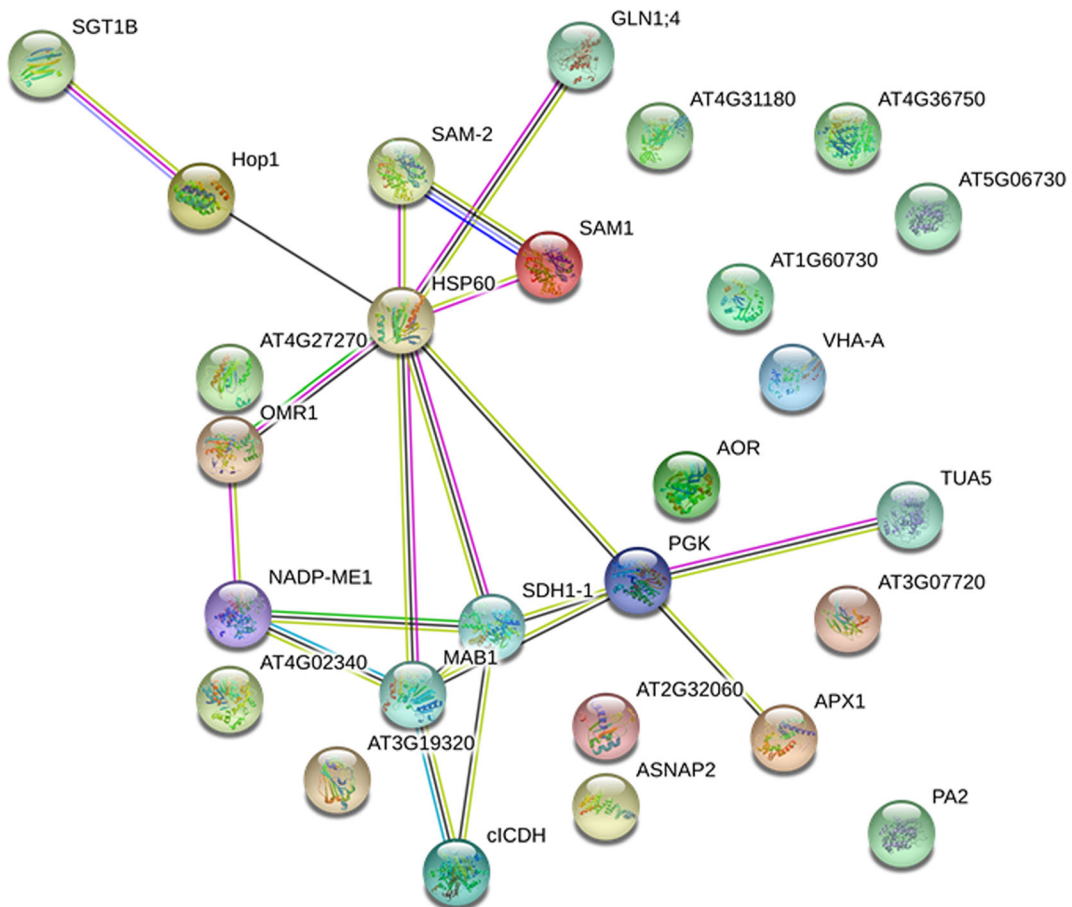 SGT1B
GLN1;4
AT4G31180
AT4G36750
SAM-2
Hop1
AT5G06730
SAM1
AT1G60730
HSP60
AT4G27270
VHA-A
OMR1
AOR
TUA5
PGK
NADP-ME1
SDH1-1
AT3G07720
MAB1
AT4G02340
AT2G32060
APX1
AT3G19320
ASNAP2
PA2
cICDH